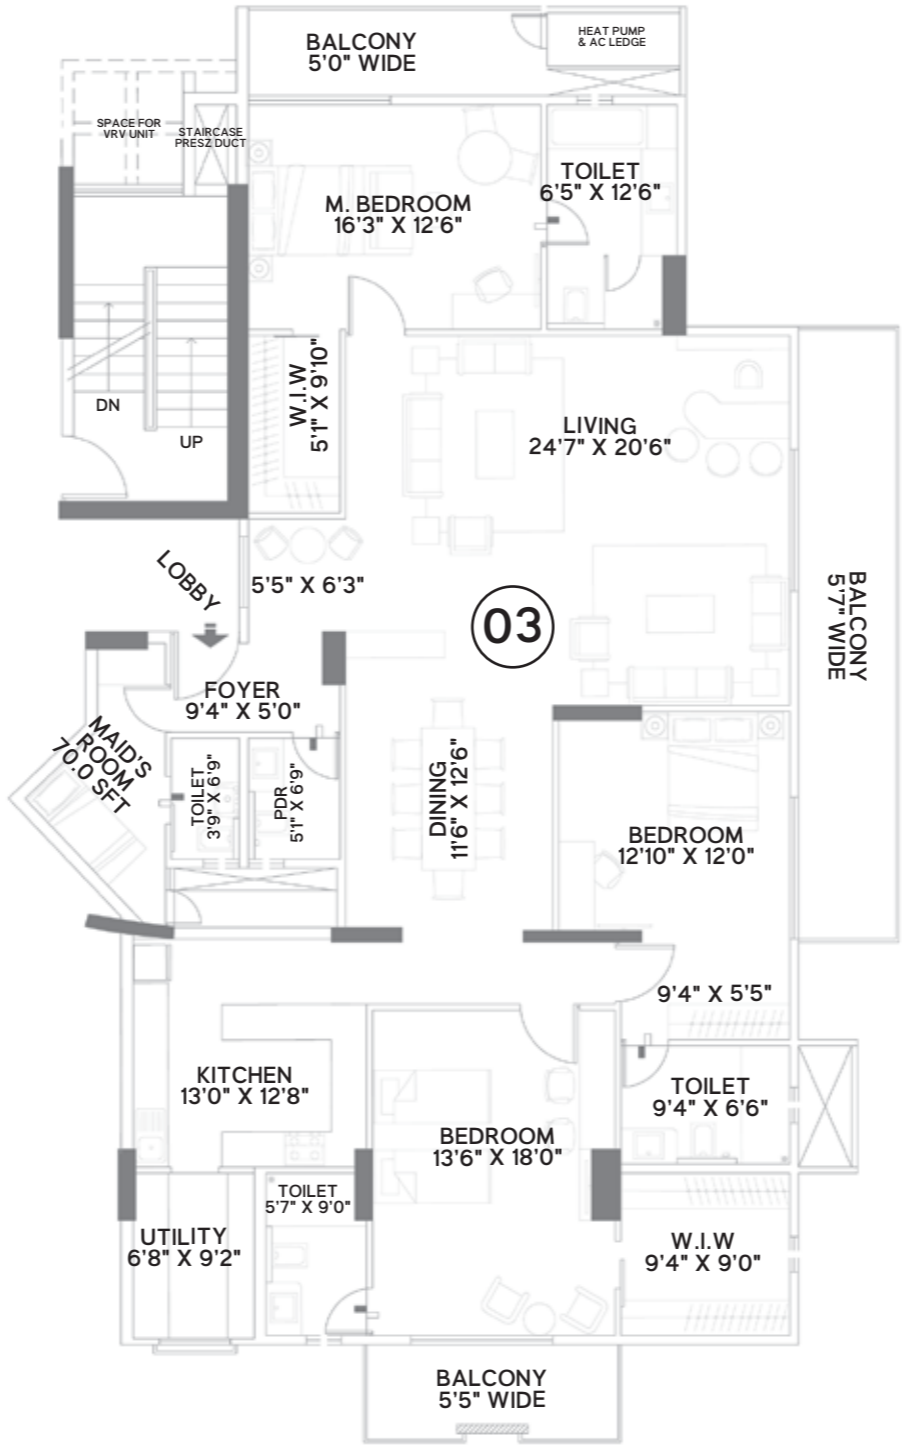 BALCONY
5'0" WIDE
HEAT PUMP
& AC LEDGE
SPACE FOR
VRV UNIT
STAIRCASE
PRESZ DUCT
M. BEDROOM
16'3" X 12'6"
TOILET
6'5" X 12'6"
W.I.W
5'1" X 9'10"
DN
UP
LIVING
24'7" X 20'6"
LOBBY
5'5" X 6'3"
03
BALCONY
5'7" WIDE
FOYER
9'4" X 5'0"
MAID'S
ROOM
70.0 SFT
TOILET
3'9" X 6'9"
PDR
5'1" X 6'9"
DINING
11'6" X 12'6"
BEDROOM
12'10" X 12'0"
9'4" X 5'5"
KITCHEN
13'0" X 12'8"
BEDROOM
13'6" X 18'0"
TOILET
9'4" X 6'6"
TOILET
5'7" X 9'0"
UTILITY
6'8" X 9'2"
W.I.W
9'4" X 9'0"
BALCONY
5'5" WIDE